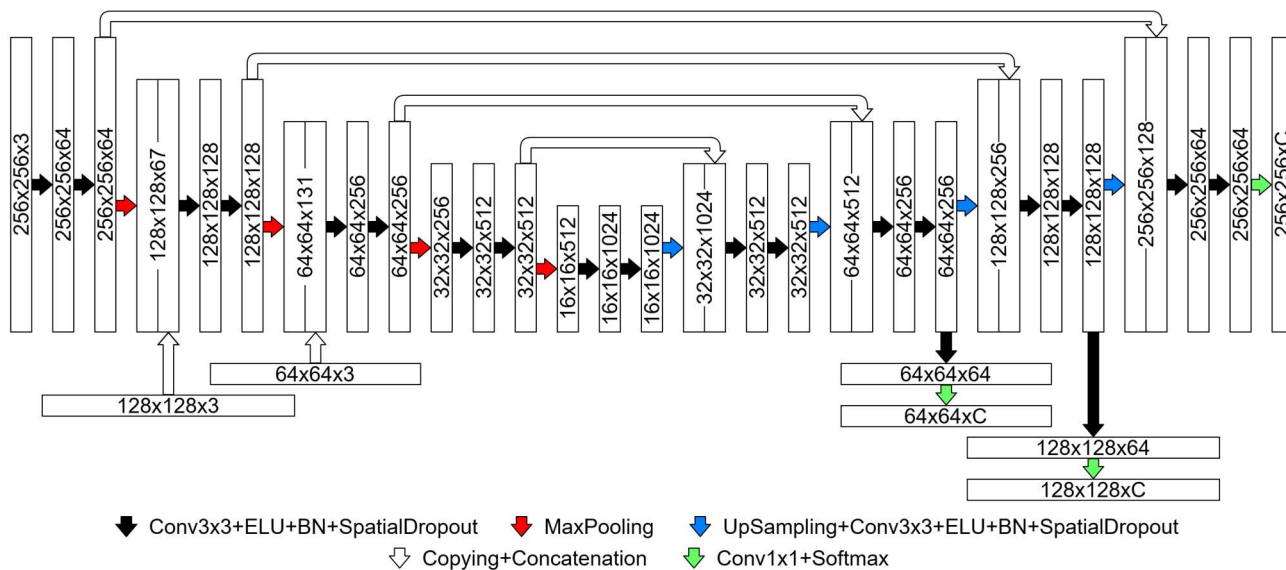 256x256x3
256x256x64
256x256x64
128x128x67
128x128x128
128x128x128
64x64x131
64x64x256
64x64x256
32x32x256
32x32x512
32x32x512
16x16x512
16x16x1024
16x16x1024
32x32x1024
32x32x512
32x32x512
64x64x512
64x64x256
64x64x256
128x128x256
128x128x128
128x128x128
256x256x128
256x256x64
256x256x64
256x256xC
64x64x3
128x128x3
64x64x64
64x64xC
128x128x64
128x128xC
Conv3x3+ELU+BN+SpatialDropout
MaxPooling
UpSampling+Conv3x3+ELU+BN+SpatialDropout
Copying+Concatenation
Conv1x1+Softmax